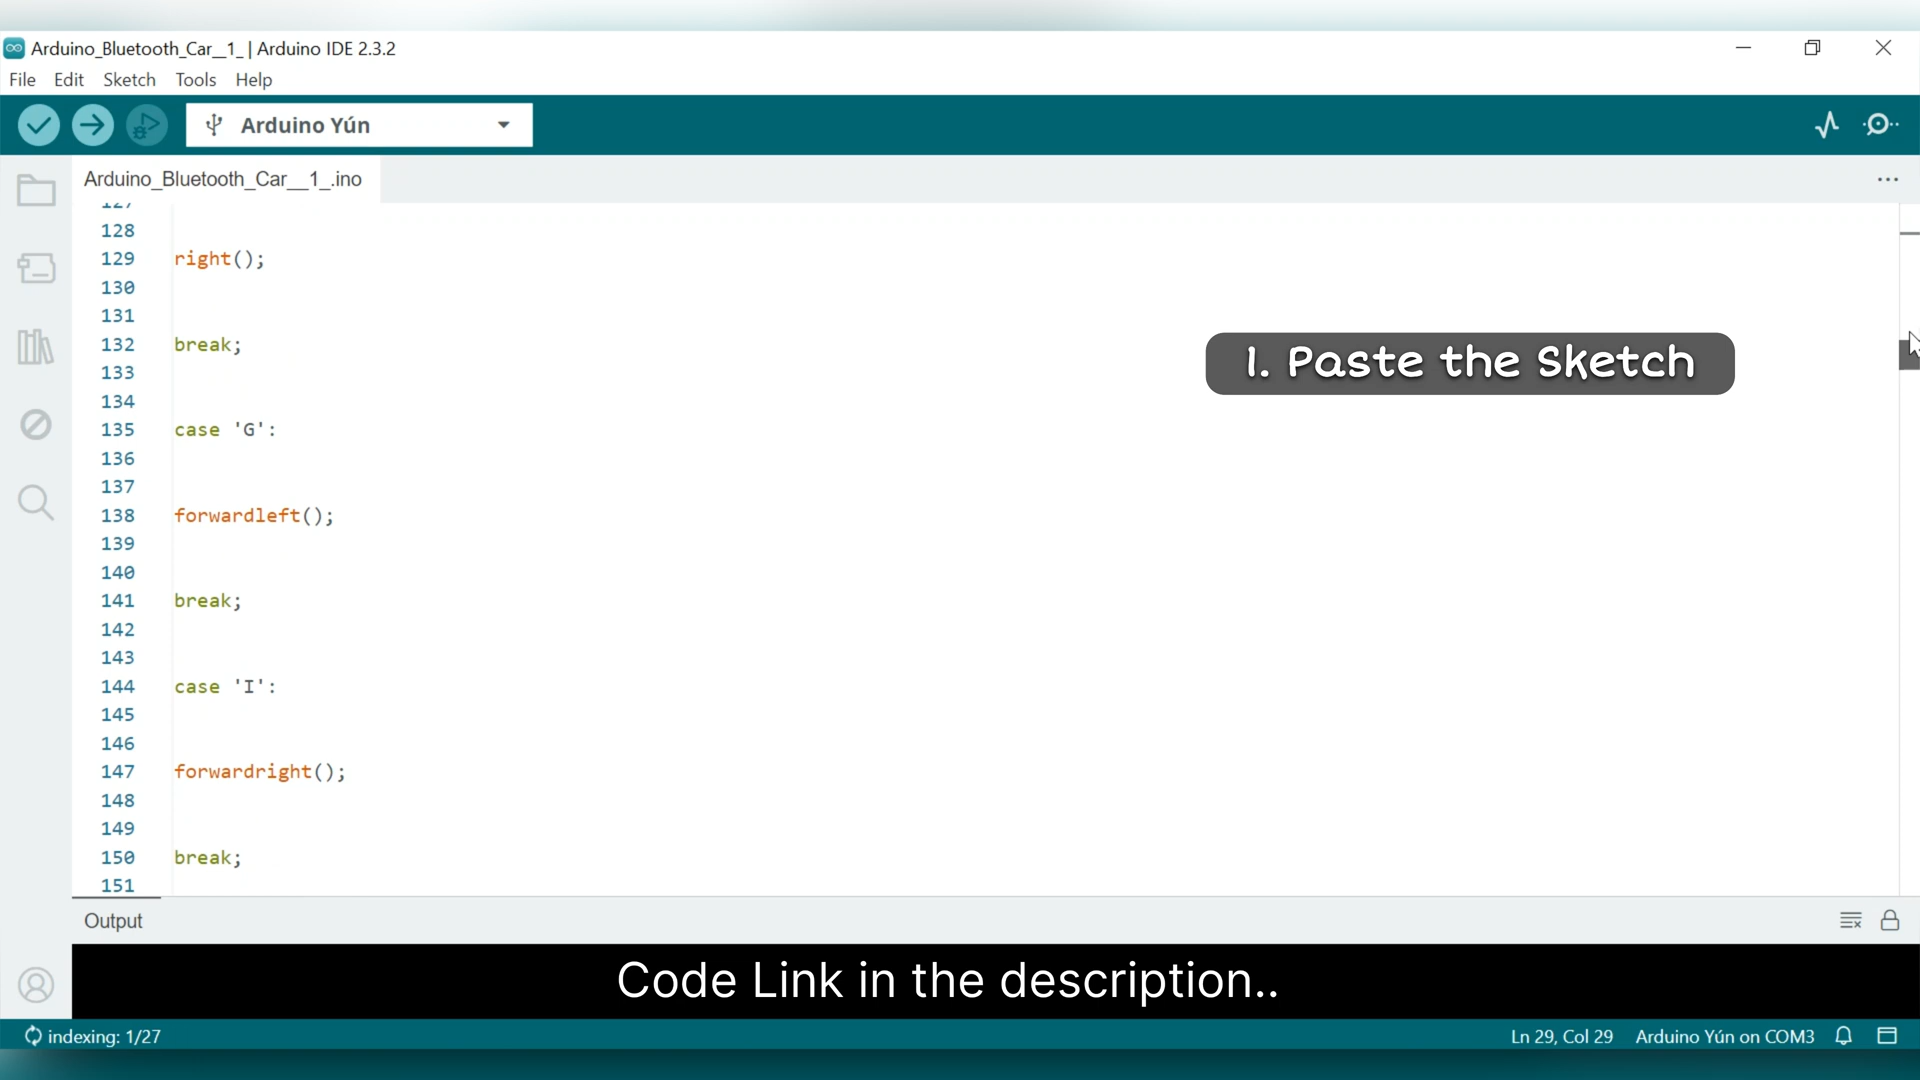 Arduino_Bluetooth_Car__1_ | Arduino IDE 2.3.2
File Edit Sketch Tools Help
Arduino Yún
Arduino_Bluetooth_Car__1_.ino
127
128
129 right();
130
131
132 break;
1. Paste the Sketch
133
134
135 case 'G':
136
137
138 forwardleft();
139
140
141 break;
142
143
144 case 'I':
145
146
147 forwardright();
148
149
150 break;
151
Output
Code Link in the description..
indexing: 1/27
Ln 29, Col 29 Arduino Yún on COM3